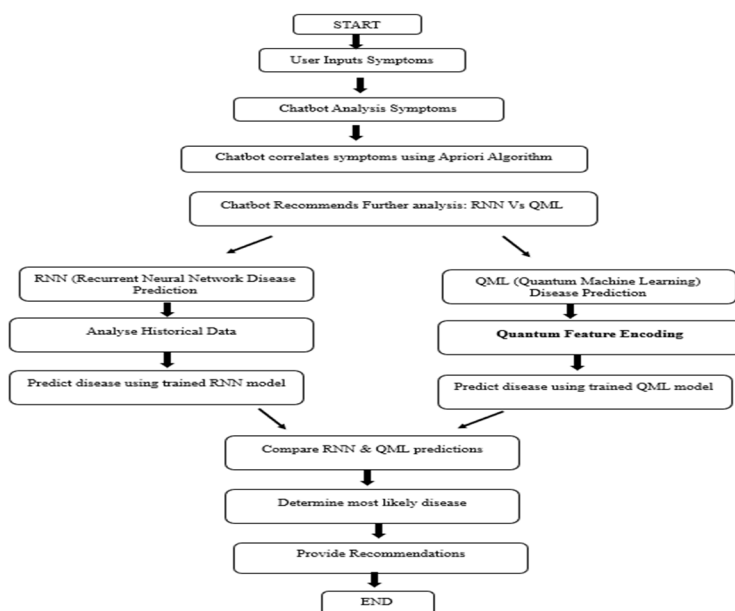 START
User Inputs Symptoms
Chatbot Analysis Symptoms
Chatbot correlates symptoms using Apriori Algorithm
Chatbot Recommends Further analysis: RNN Vs QML
RNN (Recurrent Neural Network Disease
Prediction
Analyse Historical Data
Predict disease using trained RNN model
QML (Quantum Machine Learning)
Disease Prediction
Quantum Feature Encoding
Predict disease using trained QML model
Compare RNN & QML predictions
Determine most likely disease
Provide Recommendations
END